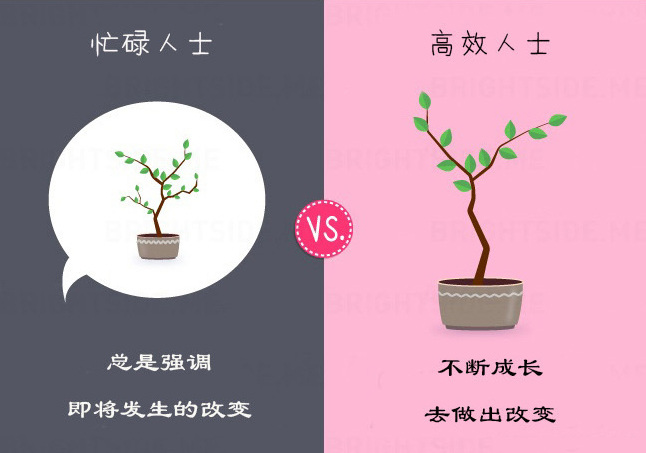 忙碌人士
高效人士
VS.
总是强调
即将发生的改变
不断成长
去做出改变
BRIGHTSIDE.ME